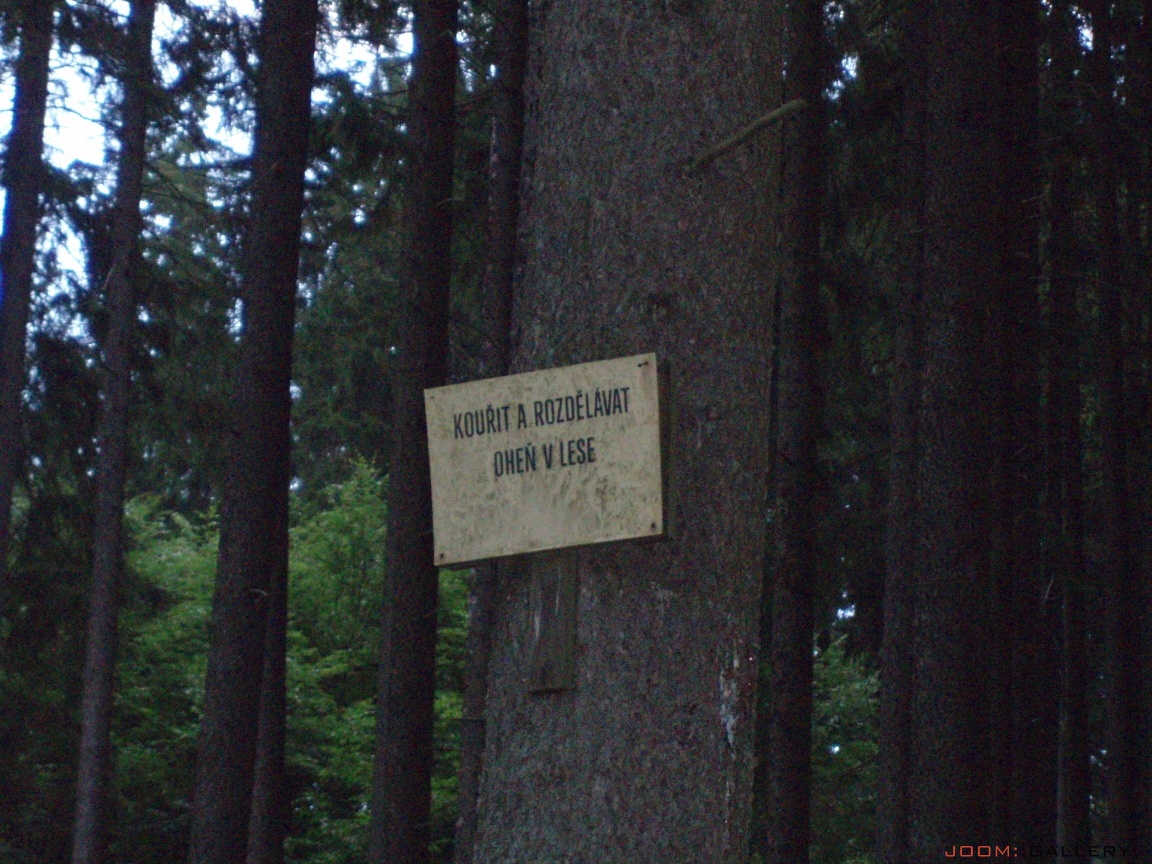 KOUŘIT A ROZDĚLÁVAT
OHEŇ V LESE
JOOM: GALLERY